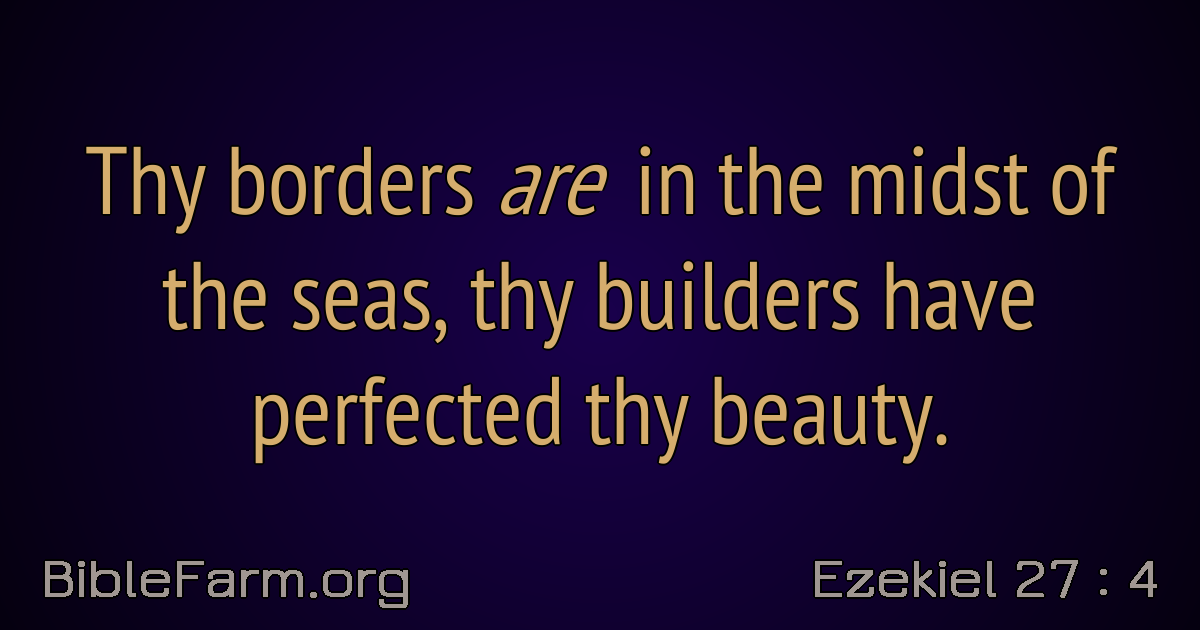 Thy borders are in the midst of
the seas, thy builders have
perfected thy beauty.
BibleFarm.org
Ezekiel 27 : 4